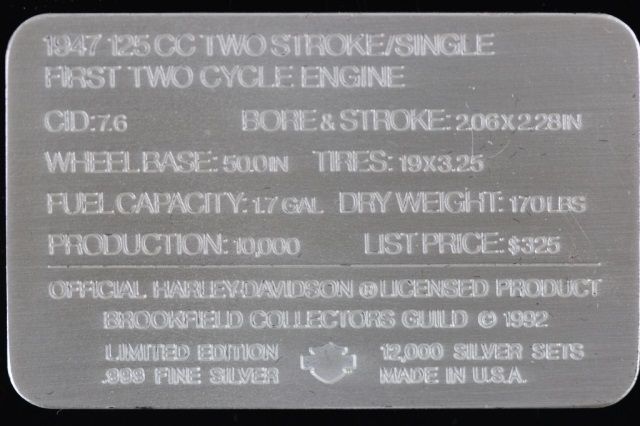 1947 125 CC TWO STROKE/SINGLE
FIRST TWO CYCLE ENGINE
CID: 7.6 BORE & STROKE: 2.06 X 2.28 IN
WHEEL BASE: 50.0 IN TIRES: 19 X 3.25
FUEL CAPACITY: 1.7 GAL DRY WEIGHT: 170 LBS
PRODUCTION: 10,000 LIST PRICE: $325
OFFICIAL HARLEY-DAVIDSON ® LICENSED PRODUCT
BROOKFIELD COLLECTORS GUILD © 1992
LIMITED EDITION 12,000 SILVER SETS
.999 FINE SILVER MADE IN U.S.A.